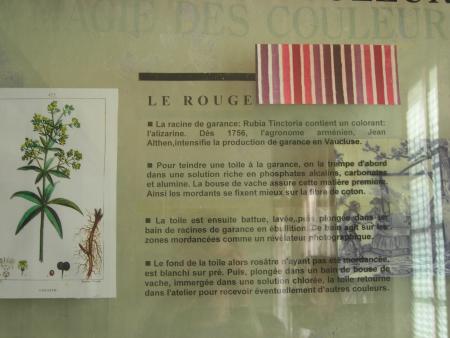 MAGIE DES COULEURS
LE ROUGE
■ La racine de garance: Rubia Tinctoria contient un colorant:
l'alizarine. Dès 1756, l'agronome arménien, Jean
Althen,intensifie la production de garance en Vaucluse.
■ Pour teindre une toile à la garance, on la trempe d'abord
dans une solution riche en phosphates alcalins, carbonates
et alumine. La bouse de vache assure cette matière première.
Ainsi les mordants se fixent mieux sur la fibre de coton.
■ La toile est ensuite battue, lavée, puis plongée dans un
bain de racines de garance en ébullition. Ce bain agit sur les
zones mordancées comme un révélateur photographique.
■ Le fond de la toile alors rosâtre n'ayant pas été mordancée,
est blanchi sur pré. Puis, plongée dans un bain de bouse de
vache, immergée dans une solution chlorée, la toile retourne
dans l'atelier pour recevoir éventuellement d'autres couleurs.